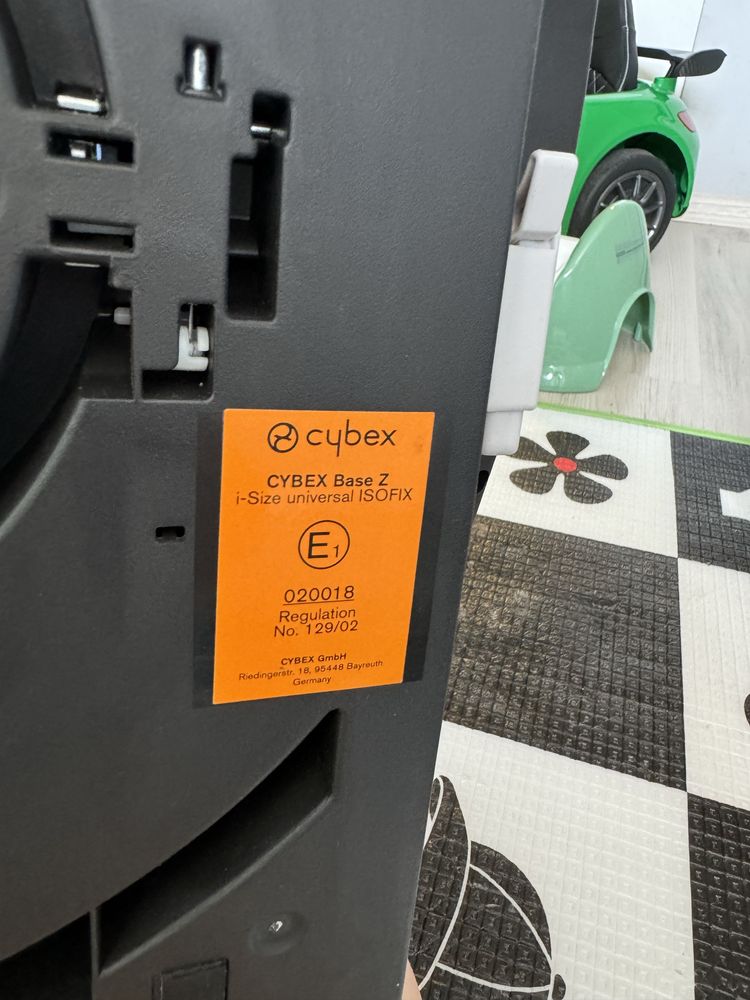 cybex
CYBEX Base Z
i-Size universal ISOFIX
E1
020018
Regulation
No. 129/02
CYBEX GmbH
Riedingerstr. 18, 95448 Bayreuth
Germany